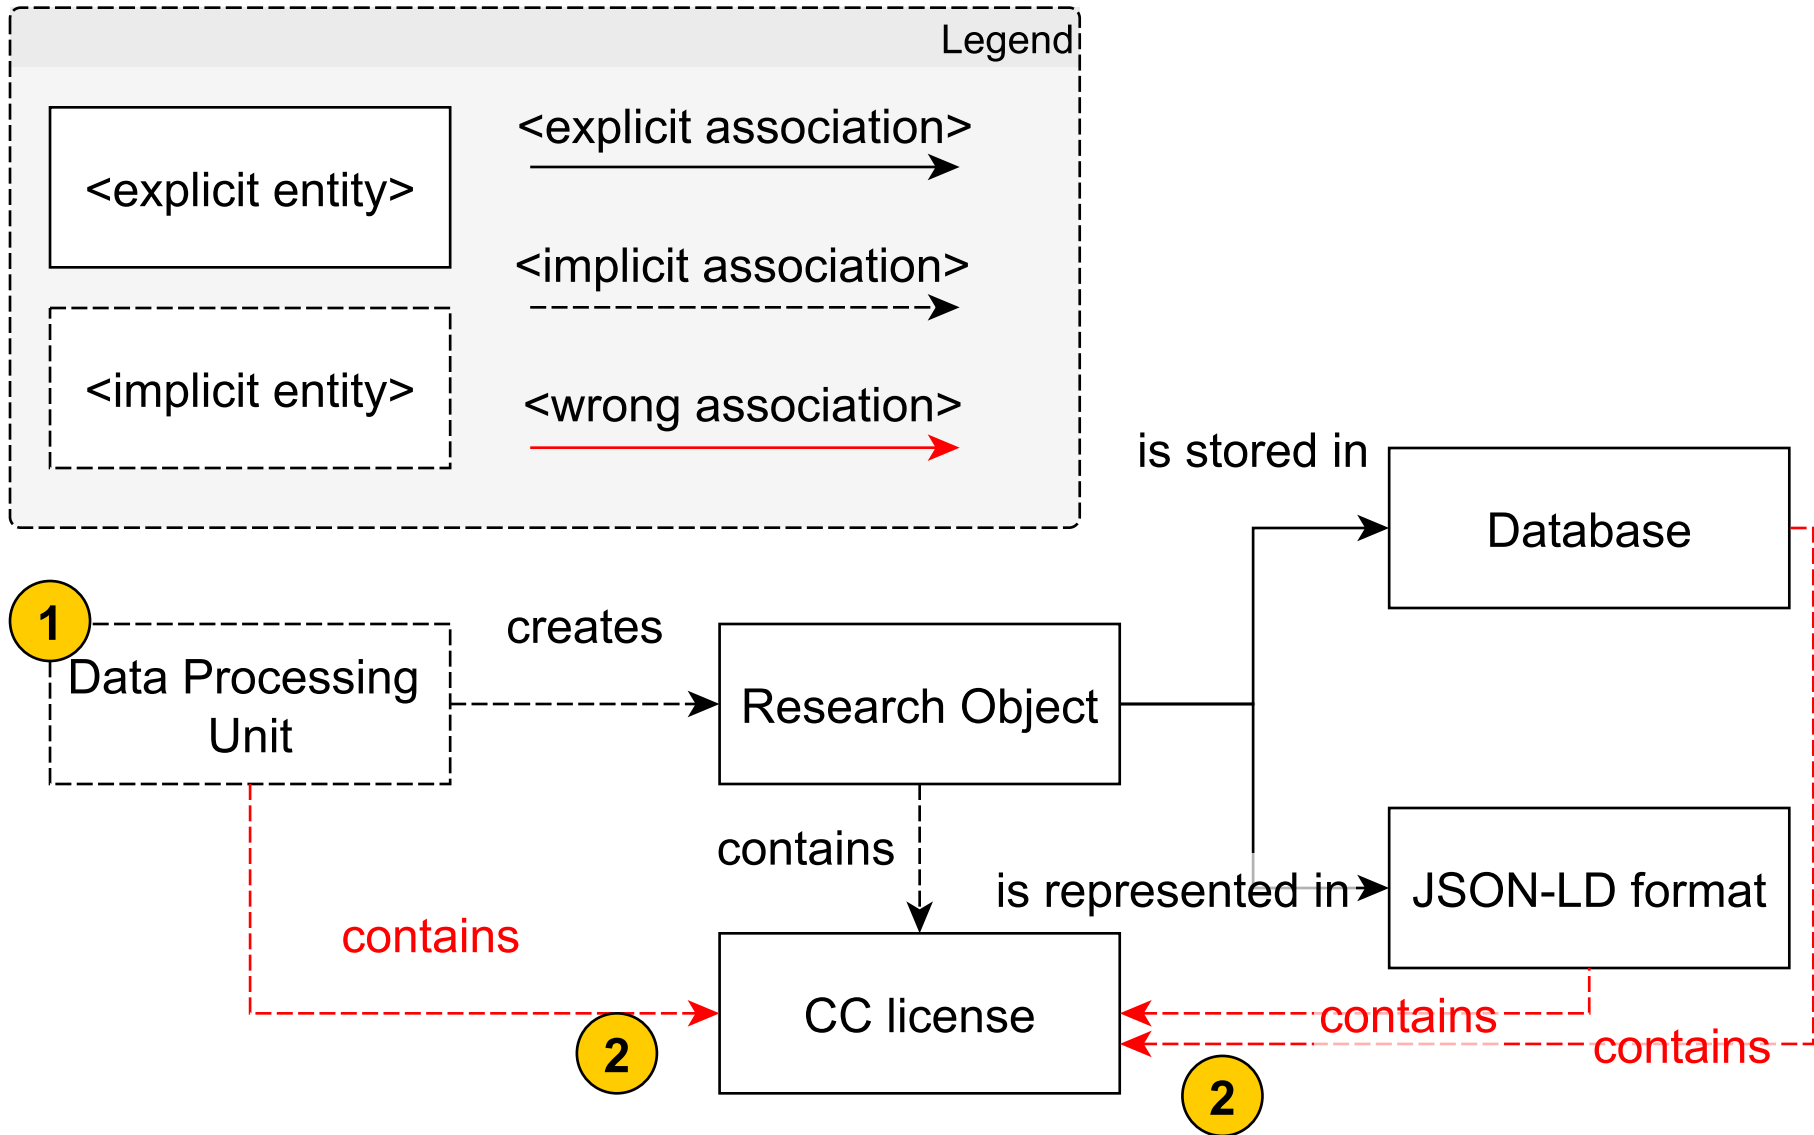 Legend
<explicit entity>
<explicit association>
<implicit association>
<implicit entity>
<wrong association>
is stored in
Database
1
creates
Data Processing
Unit
Research Object
contains
is represented in
JSON-LD format
contains
CC license
contains
contains
2
2